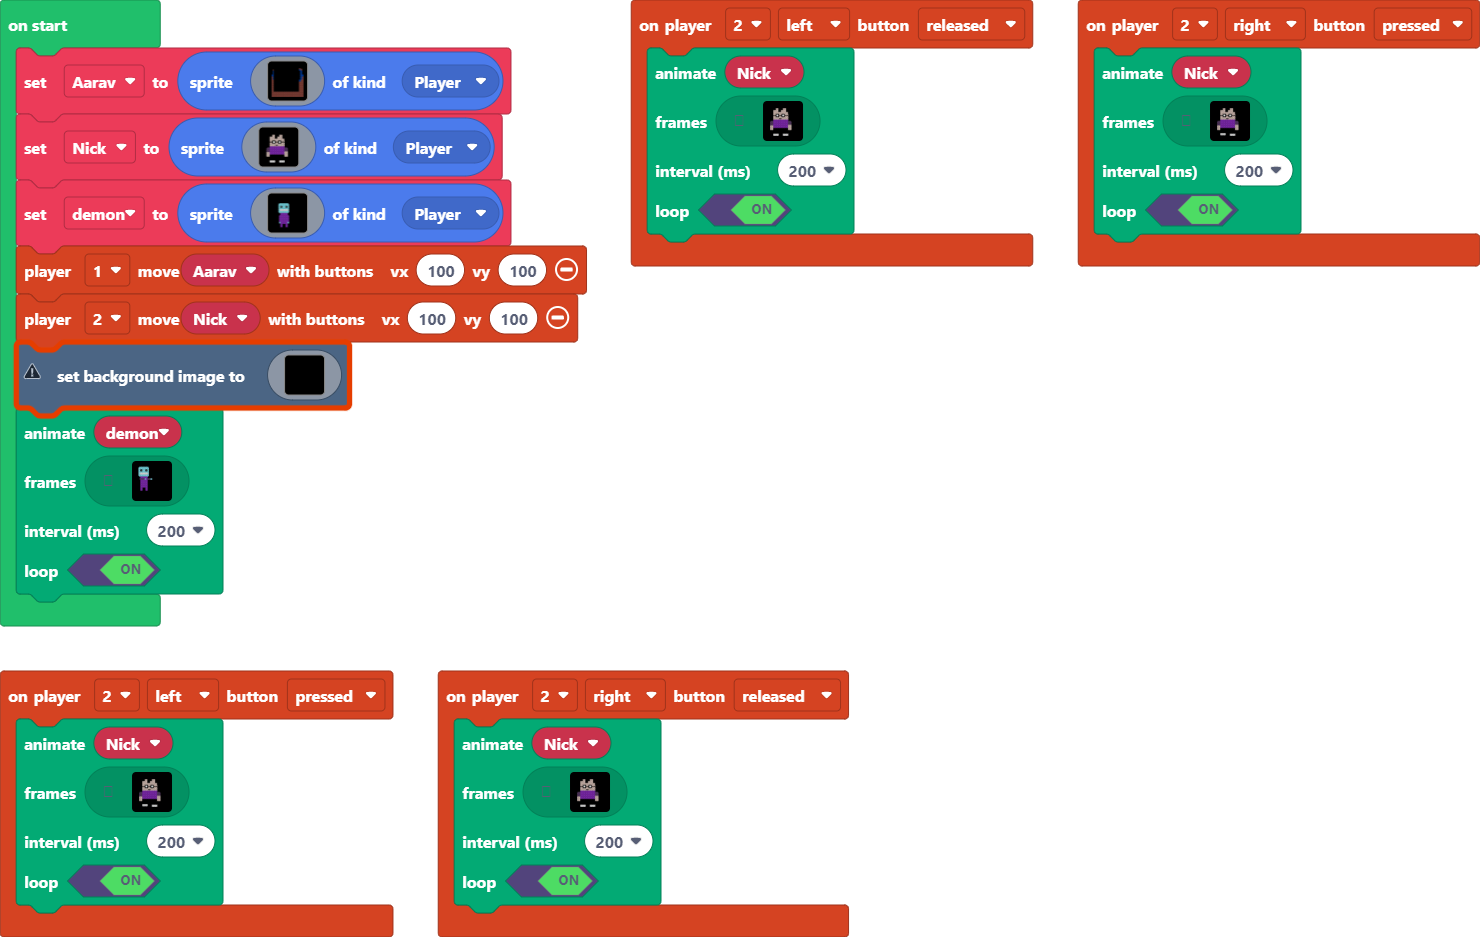 on start
set Aarav to sprite of kind Player
set Nick to sprite of kind Player
set demon to sprite of kind Player
player 1 move Aarav with buttons vx 100 vy 100
player 2 move Nick with buttons vx 100 vy 100
set background image to
animate demon
frames
interval (ms) 200
loop ON
on player 2 left button released
animate Nick
frames
interval (ms) 200
loop ON
on player 2 right button pressed
animate Nick
frames
interval (ms) 200
loop ON
on player 2 left button pressed
animate Nick
frames
interval (ms) 200
loop ON
on player 2 right button released
animate Nick
frames
interval (ms) 200
loop ON